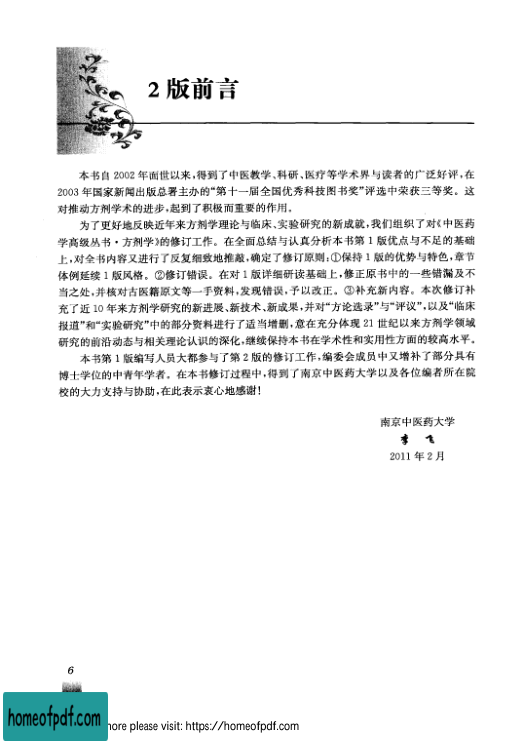 2 版前言
本书自 2002 年面世以来,得到了中医教学、科研、医疗等学术界与读者的广泛好评,在
2003 年国家新闻出版总署主办的“第十一届全国优秀科技图书奖”评选中荣获三等奖。这
对推动方剂学术的进步,起到了积极而重要的作用。
为了更好地反映近年来方剂学理论与临床、实验研究的新成就,我们组织了对《中医药
学高级丛书·方剂学》的修订工作。在全面总结与认真分析本书第 1 版优点与不足的基础
上,对全书内容又进行了反复细致地推敲,确定了修订原则:①保持 1 版的优势与特色,章节
体例延续 1 版风格。②修订错误。在对 1 版详细研读基础上,修正原书中的一些错漏及不
当之处,并核对古医籍原文等一手资料,发现错误,予以改正。③补充新内容。本次修订补
充了近 10 年来方剂学研究的新进展、新技术、新成果,并对“方论选录”与“评议”,以及“临床
报道”和“实验研究”中的部分资料进行了适当增删,意在充分体现 21 世纪以来方剂学领域
研究的前沿动态与相关理论认识的深化,继续保持本书在学术性和实用性方面的较高水平。
本书第 1 版编写人员大都参与了第 2 版的修订工作,编委会成员中又增补了部分具有
博士学位的中青年学者。在本书修订过程中,得到了南京中医药大学以及各位编者所在院
校的大力支持与协助,在此表示衷心地感谢!
南京中医药大学
李飞
2011 年 2 月
6
homeofpdf.com
ore please visit: https://homeofpdf.com